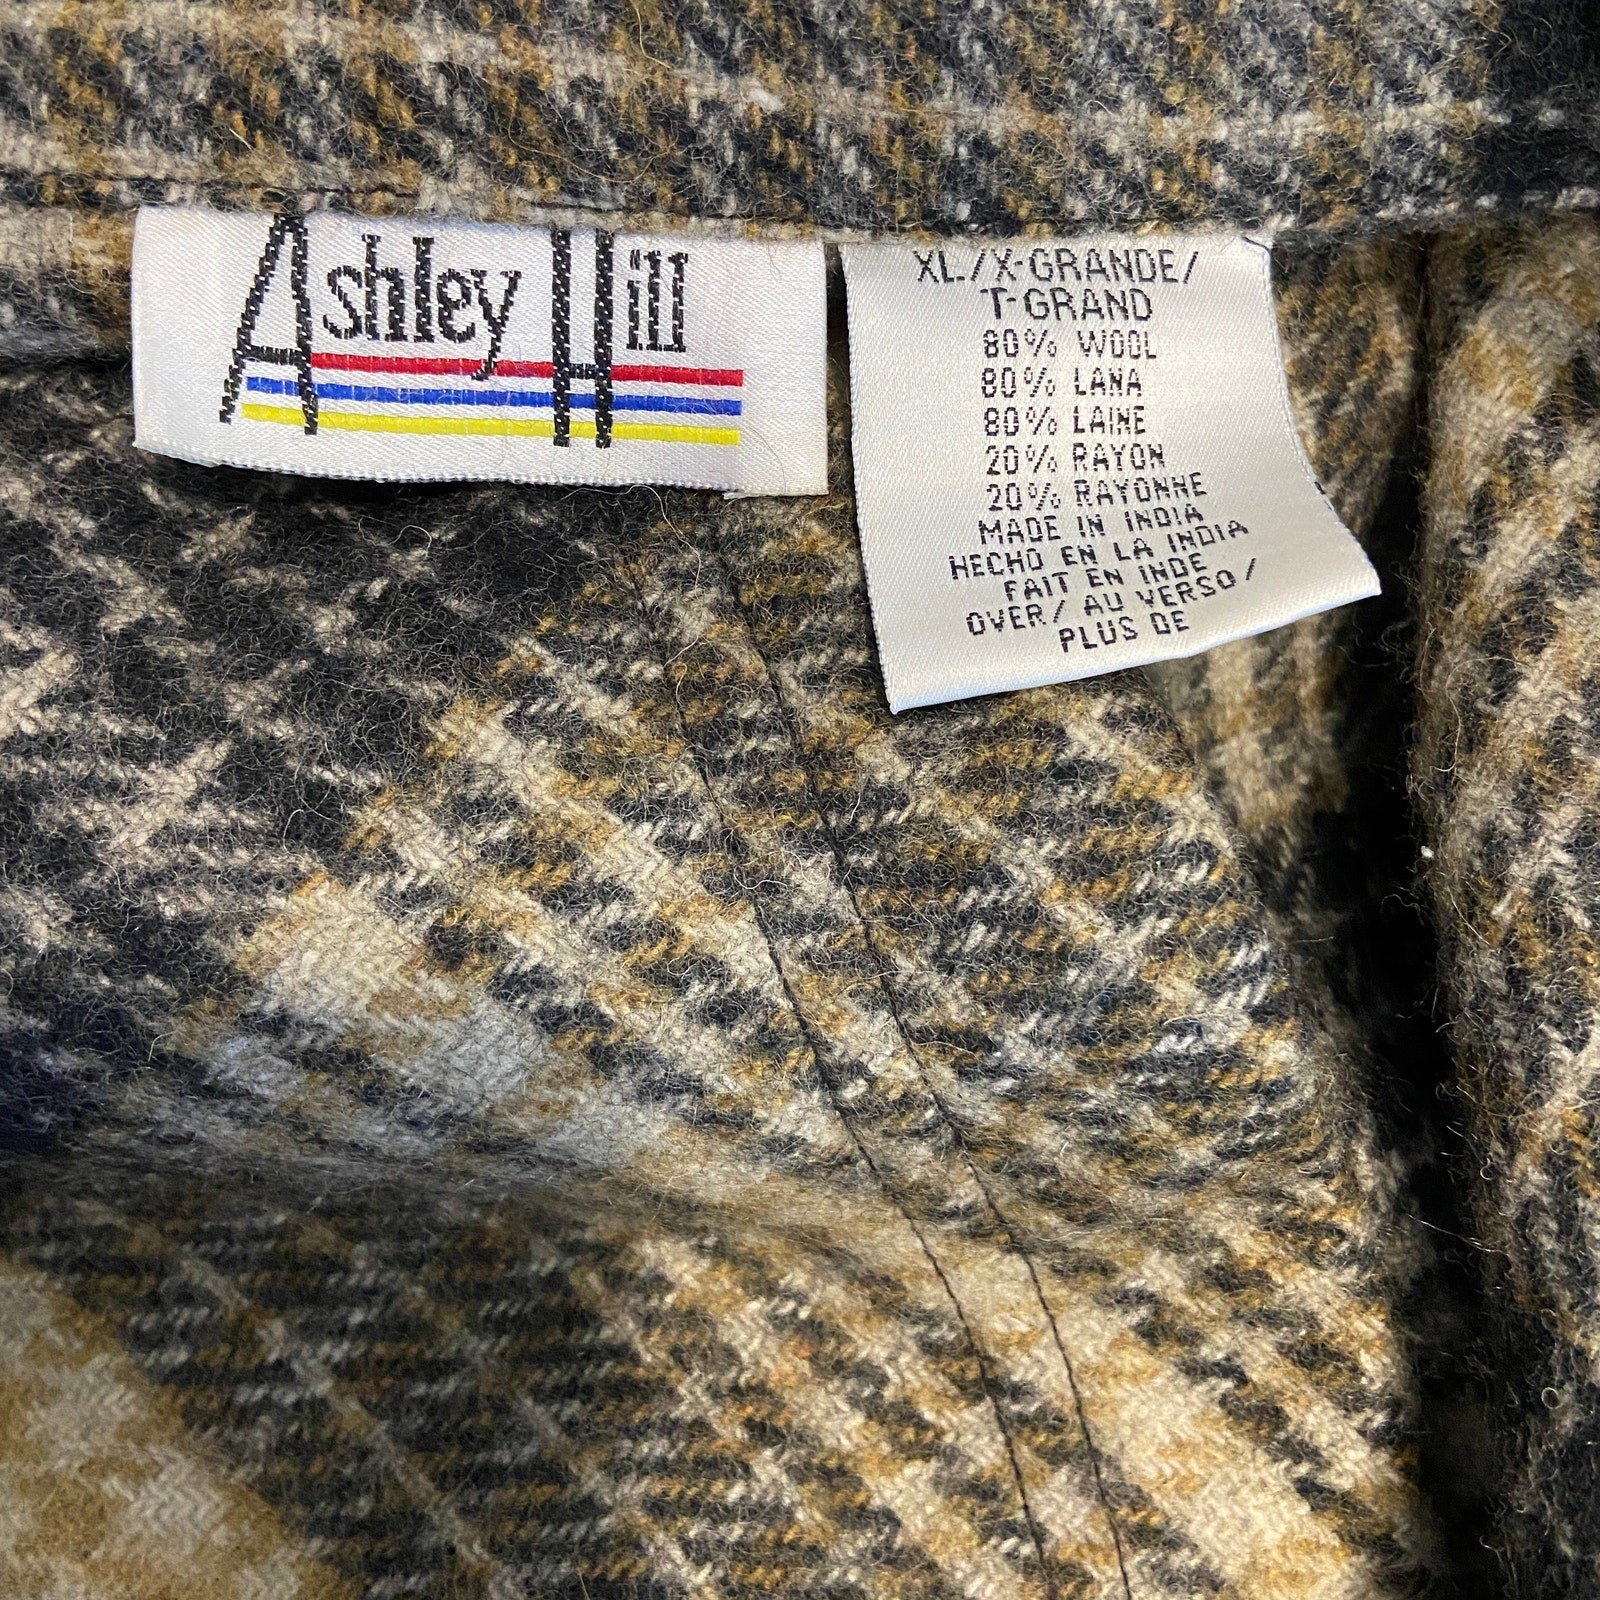 Ashley Hill
XL/X-GRANDE/
T-GRAND
80% WOOL
80% LANA
80% LAINE
20% RAYON
20% RAYONNE
MADE IN INDIA
HECHO EN LA INDIA
FAIT EN INDE
OVER/ AU VERSO/
PLUS DE